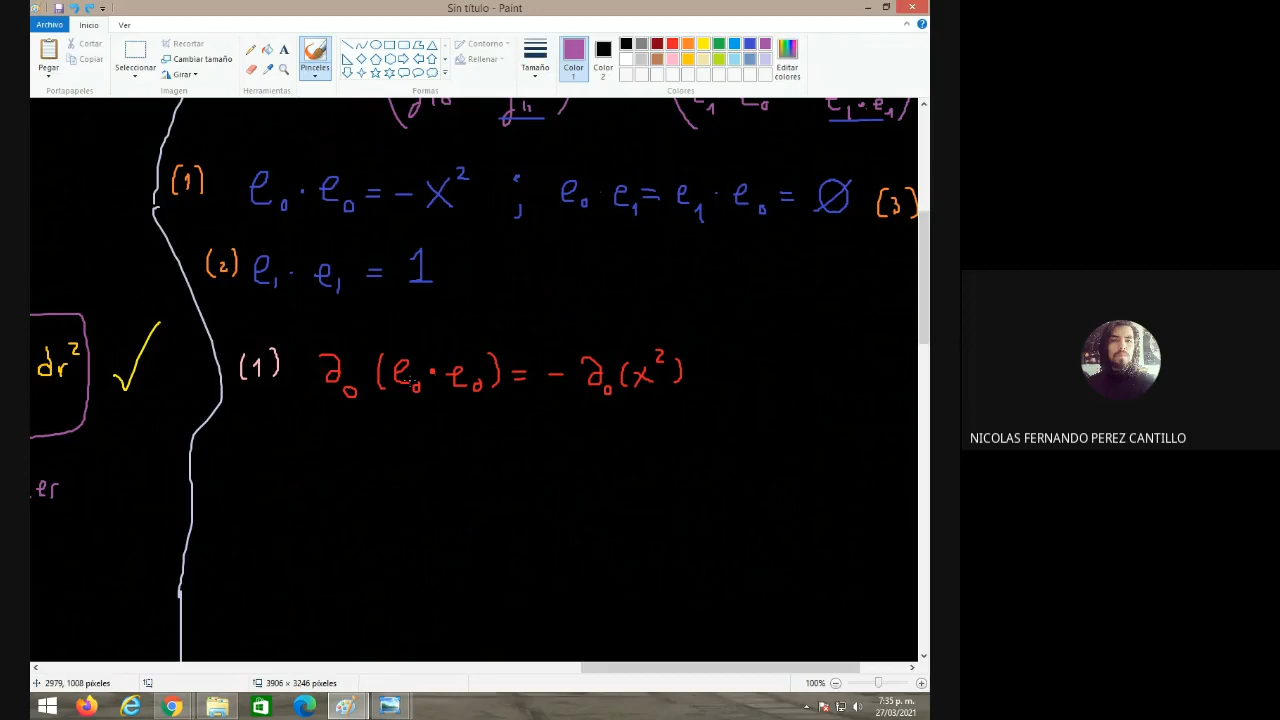 Sin título - Paint
Archivo Inicio Ver
Pegar
Cortar
Copiar
Portapapeles
Seleccionar
Recortar
Cambiar tamaño
Girar
Imagen
A
Herramientas
Pinceles
Formas
Contorno
Rellenar
Tamaño
Color 1
Color 2
Editar colores
Colores
(1) e₀ · e₀ = - x² ; e₀ · e₁ = e₁ · e₀ = ∅ (3)
(2) e₁ · e₁ = 1
dr²
(1) ∂₀ (e₀ · e₀) = - ∂₀ (x²)
er
NICOLAS FERNANDO PEREZ CANTILLO
2979, 1008 píxeles
3906 × 3246 píxeles
100%
7:35 p. m.
27/03/2021